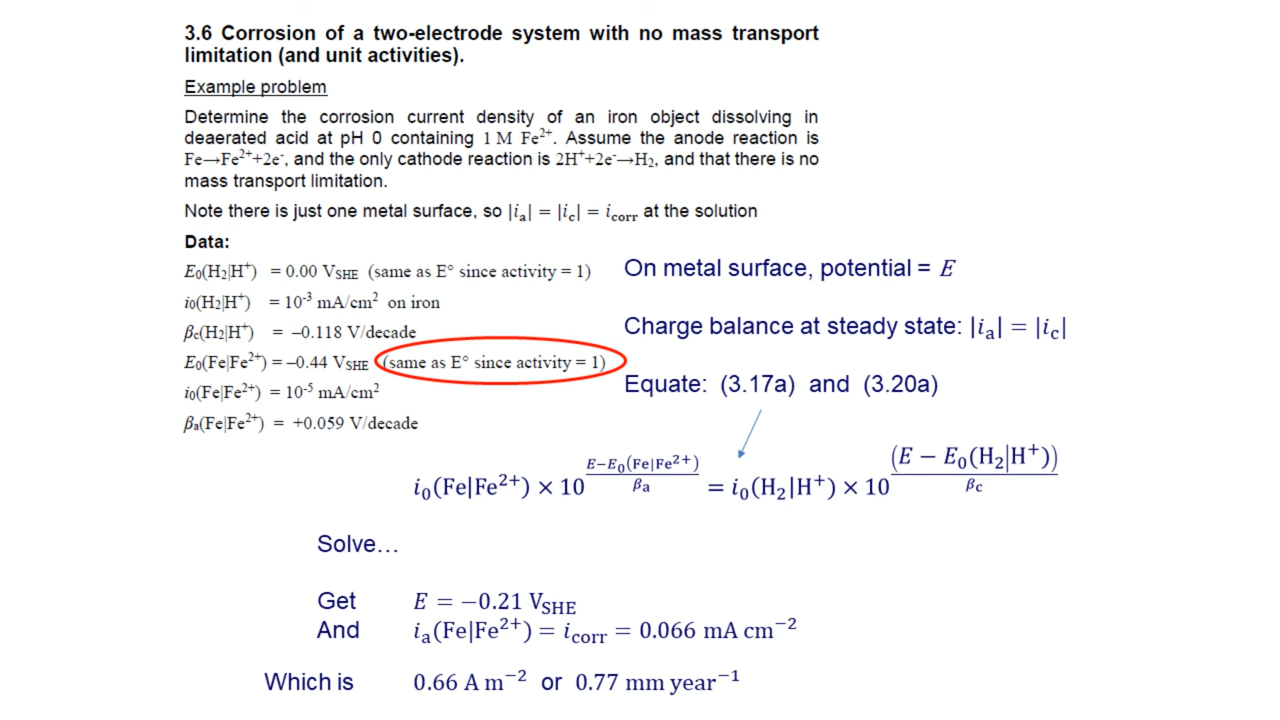 3.6 Corrosion of a two-electrode system with no mass transport
limitation (and unit activities).
Example problem
Determine the corrosion current density of an iron object dissolving in
deaerated acid at pH 0 containing 1 M Fe²⁺. Assume the anode reaction is
Fe→Fe²⁺+2e⁻, and the only cathode reaction is 2H⁺+2e⁻→H₂, and that there is no
mass transport limitation.
Note there is just one metal surface, so |iₐ| = |i_c| = i_corr at the solution
Data:
E₀(H₂|H⁺) = 0.00 V_SHE (same as E° since activity = 1)
i₀(H₂|H⁺) = 10⁻³ mA/cm² on iron
β_c(H₂|H⁺) = –0.118 V/decade
E₀(Fe|Fe²⁺) = –0.44 V_SHE (same as E° since activity = 1)
i₀(Fe|Fe²⁺) = 10⁻⁵ mA/cm²
βₐ(Fe|Fe²⁺) = +0.059 V/decade
On metal surface, potential = E
Charge balance at steady state: |iₐ| = |i_c|
Equate: (3.17a) and (3.20a)
i₀(Fe|Fe²⁺) × 10^((E−E₀(Fe|Fe²⁺))/βₐ) = i₀(H₂|H⁺) × 10^((E − E₀(H₂|H⁺))/β_c)
Solve…
Get E = −0.21 V_SHE
And iₐ(Fe|Fe²⁺) = i_corr = 0.066 mA cm⁻²
Which is 0.66 A m⁻² or 0.77 mm year⁻¹